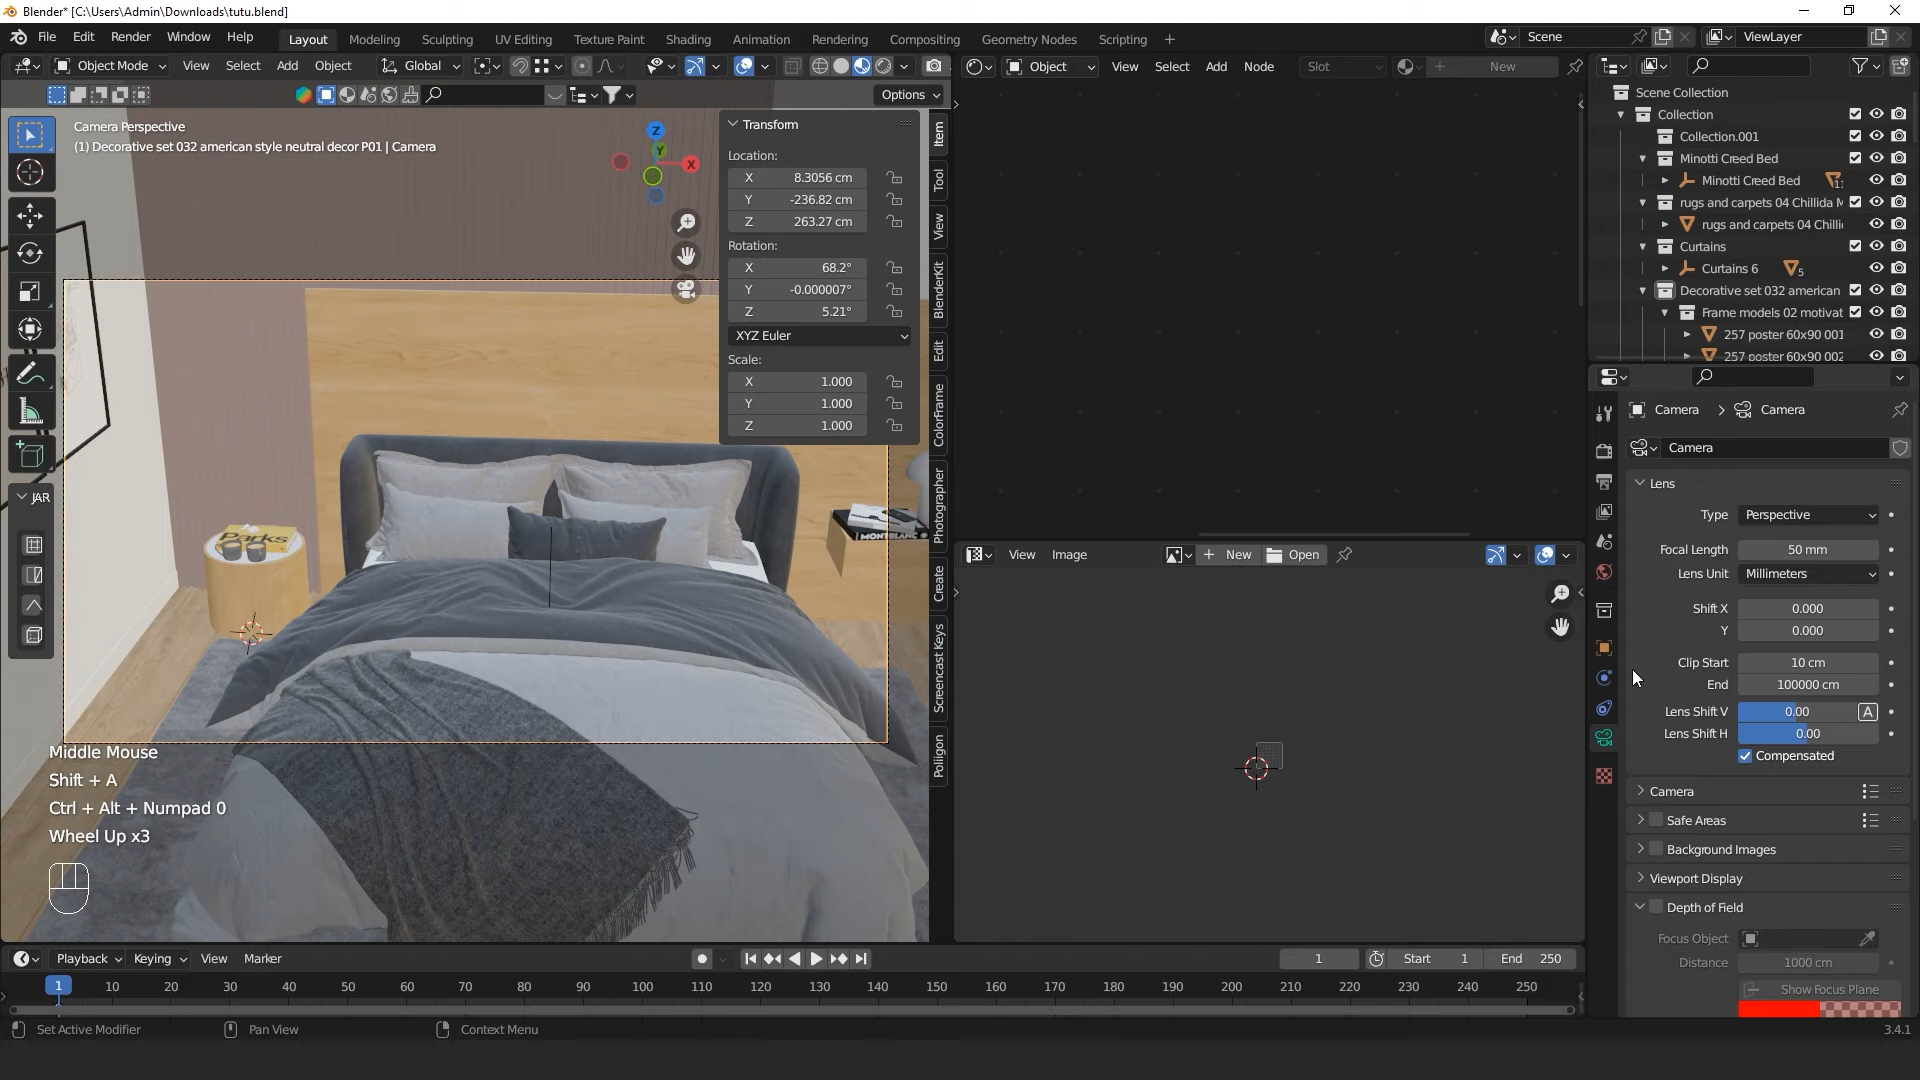 Blender* [C:\Users\Admin\Downloads\tutu.blend]
File Edit Render Window Help
Layout Modeling Sculpting UV Editing Texture Paint Shading Animation Rendering Compositing Geometry Nodes Scripting +
Scene
ViewLayer
Object Mode View Select Add Object Global
Object View Select Add Node Slot New
Options
Camera Perspective
(1) Decorative set 032 american style neutral decor P01 | Camera
Z
Y
X
Transform
Location:
X 8.3056 cm
Y -236.82 cm
Z 263.27 cm
Rotation:
X 68.2°
Y -0.000007°
Z 5.21°
XYZ Euler
Scale:
X 1.000
Y 1.000
Z 1.000
Item
Tool
View
BlenderKit
Edit
ColorFrame
Photographer
Create
Screencast Keys
Poliigon
JAR
Parks
MONTBLANC
Middle Mouse
Shift + A
Ctrl + Alt + Numpad 0
Wheel Up x3
View Image New Open
Scene Collection
Collection
Collection.001
Minotti Creed Bed
Minotti Creed Bed 11
rugs and carpets 04 Chillida M
rugs and carpets 04 Chillid
Curtains
Curtains 6 5
Decorative set 032 american
Frame models 02 motivat
257 poster 60x90 001
257 poster 60x90 002
Camera > Camera
Camera
Lens
Type Perspective
Focal Length 50 mm
Lens Unit Millimeters
Shift X 0.000
Y 0.000
Clip Start 10 cm
End 100000 cm
Lens Shift V 0.00 A
Lens Shift H 0.00
Compensated
Camera
Safe Areas
Background Images
Viewport Display
Depth of Field
Focus Object
Distance 1000 cm
Show Focus Plane
Playback Keying View Marker
1 Start 1 End 250
1 10 20 30 40 50 60 70 80 90 100 110 120 130 140 150 160 170 180 190 200 210 220 230 240 250
Set Active Modifier Pan View Context Menu
3.4.1